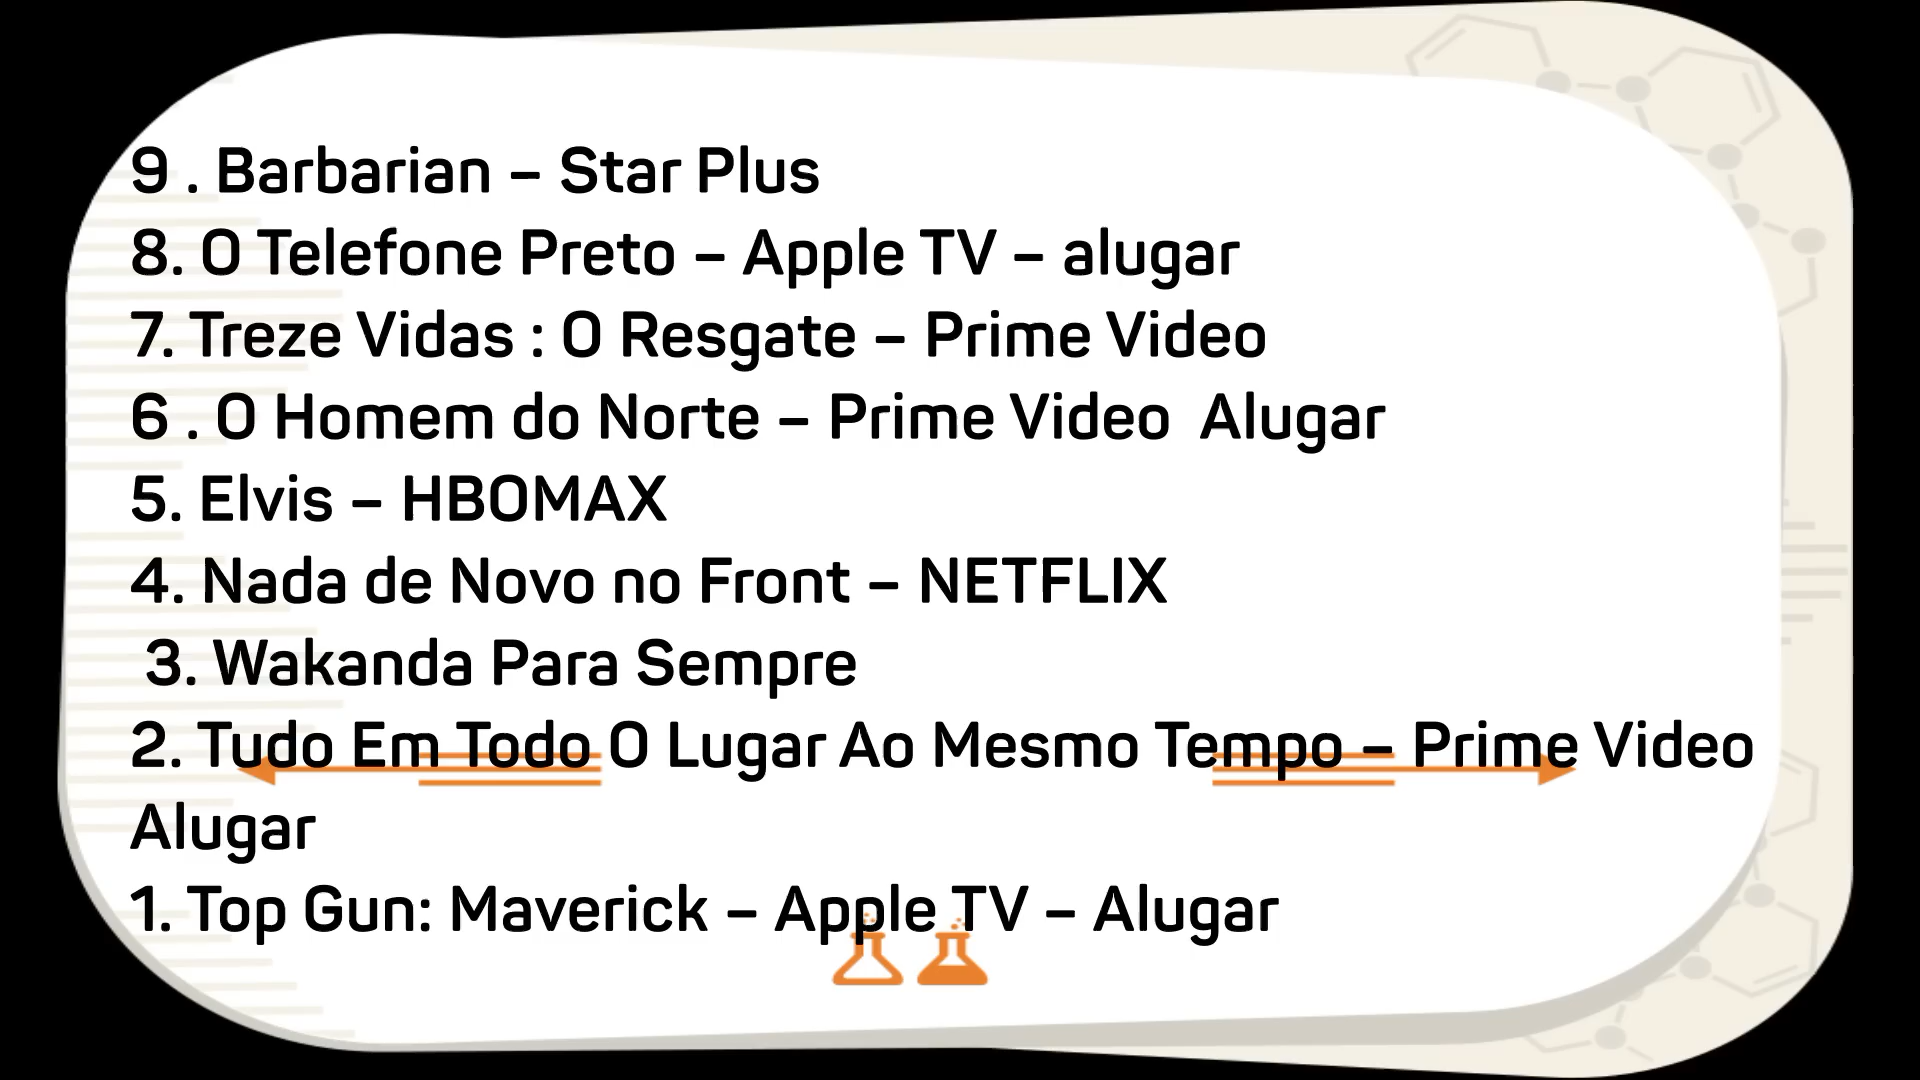 9 . Barbarian – Star Plus
8. O Telefone Preto – Apple TV – alugar
7. Treze Vidas : O Resgate – Prime Video
6 . O Homem do Norte – Prime Video  Alugar
5. Elvis – HBOMAX
4. Nada de Novo no Front – NETFLIX
3. Wakanda Para Sempre
2. Tudo Em Todo O Lugar Ao Mesmo Tempo – Prime Video
Alugar
1. Top Gun: Maverick – Apple TV – Alugar